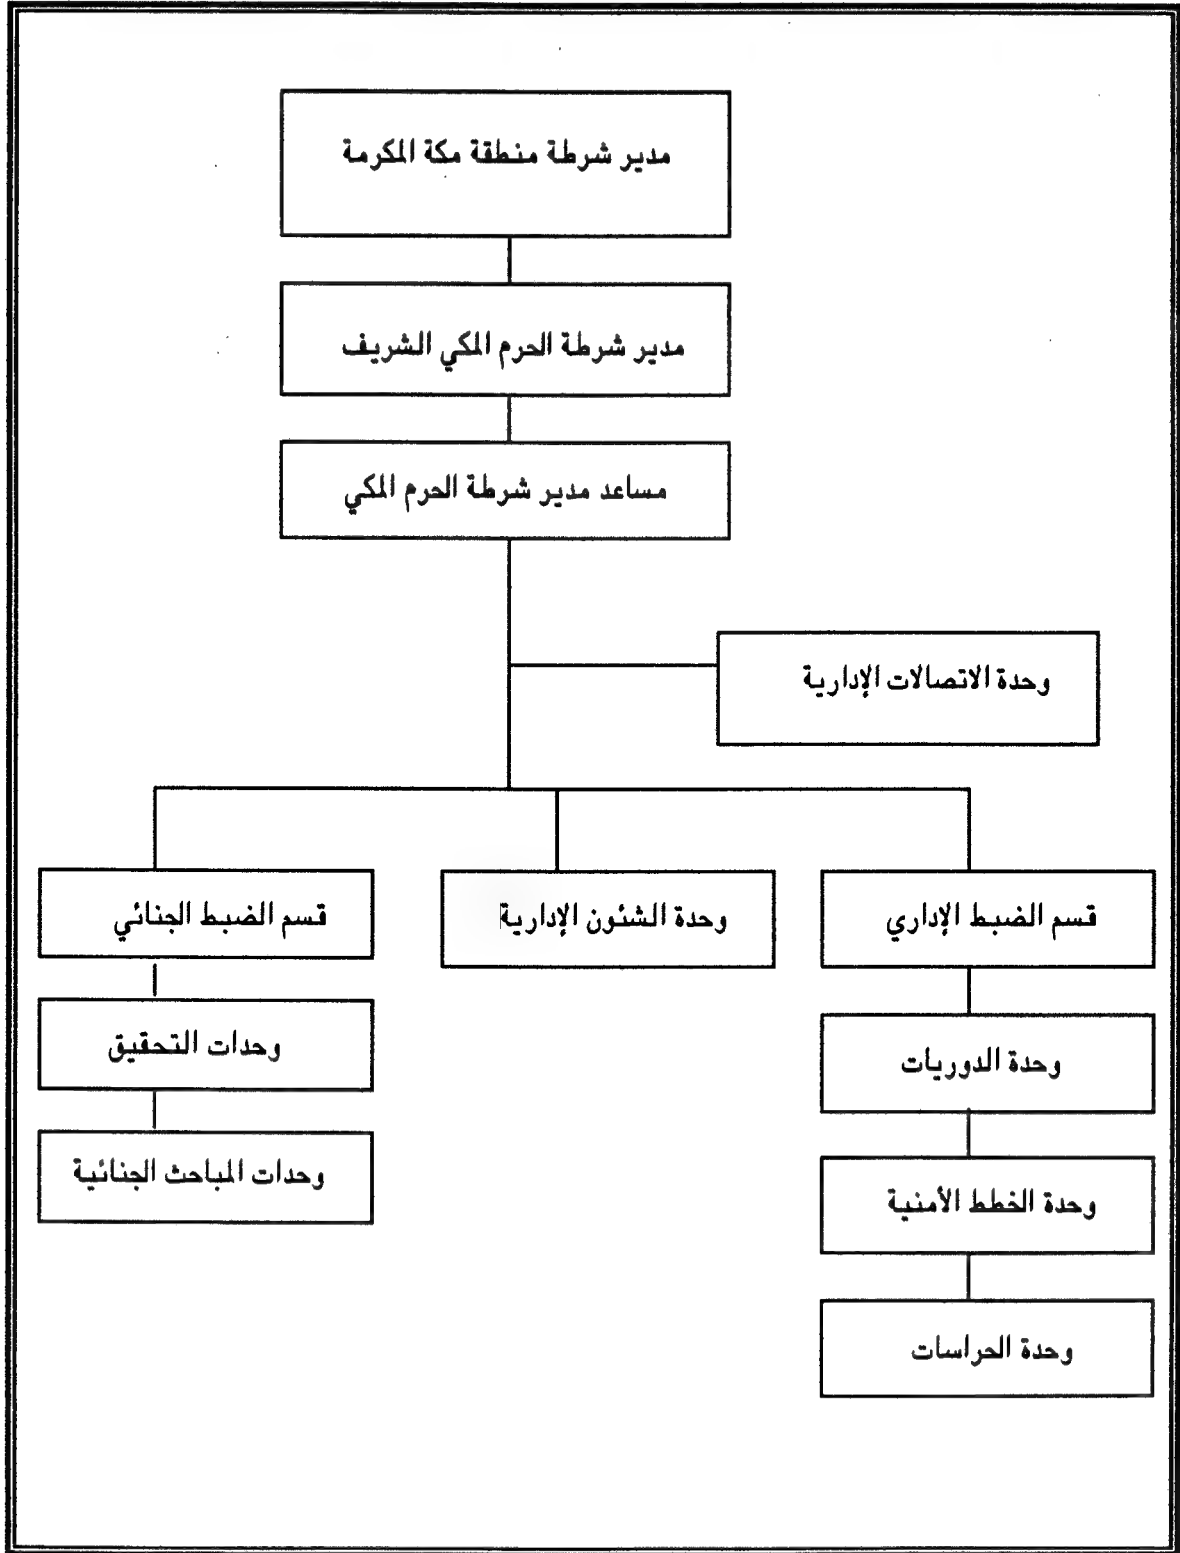 مدير شرطة منطقة مكة المكرمة
مدير شرطة الحرم المكي الشريف
مساعد مدير شرطة الحرم المكي
وحدة الاتصالات الإدارية
قسم الضبط الإداري
وحدة الشئون الإدارية
قسم الضبط الجنائي
وحدة الدوريات
وحدات التحقيق
وحدة الخطط الأمنية
وحدات المباحث الجنائية
وحدة الحراسات